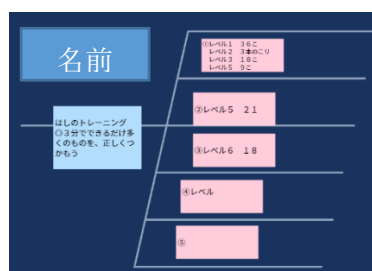 名前
①レベル1　36こ
レベル2　3本のこり
レベル3　18こ
レベル5　9こ
はしのトレーニング
◎3分でできるだけ多
くのものを、正しくつ
かもう
②レベル5　21
③レベル6　18
④レベル
⑤